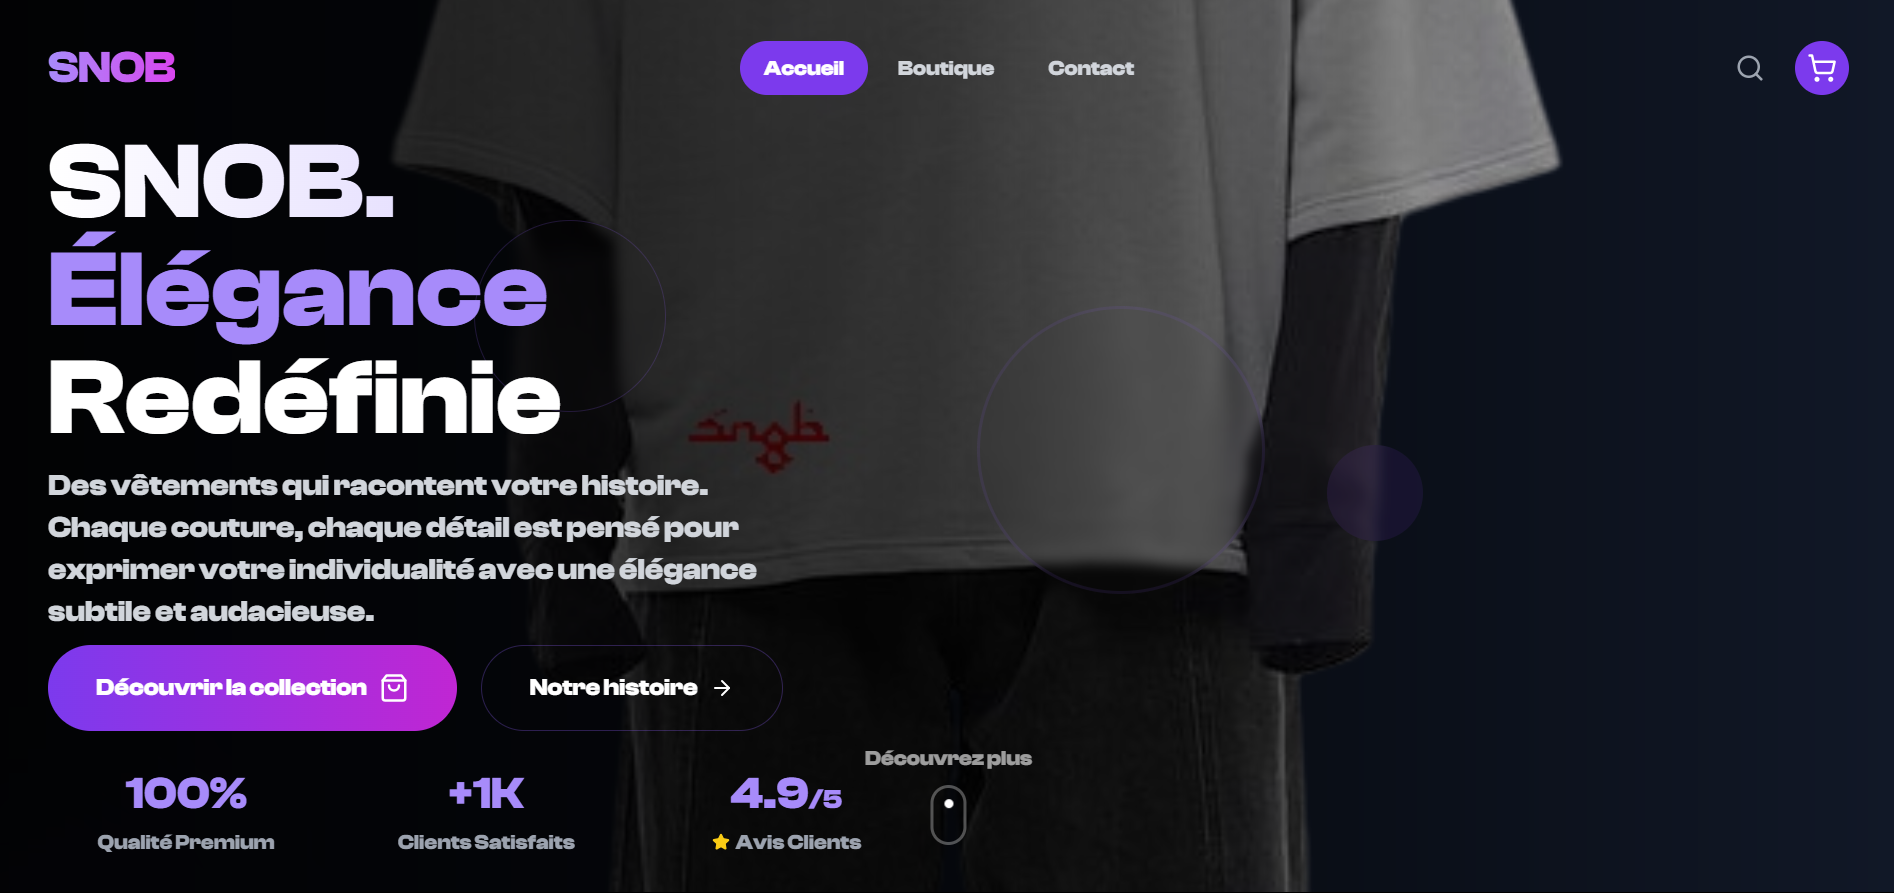 SNOB
Accueil
Boutique
Contact
SNOB.
Élégance
Redéfinie
snob
Des vêtements qui racontent votre histoire.
Chaque couture, chaque détail est pensé pour
exprimer votre individualité avec une élégance
subtile et audacieuse.
Découvrir la collection
Notre histoire
Découvrez plus
100%
+1K
4.9/5
Qualité Premium
Clients Satisfaits
Avis Clients